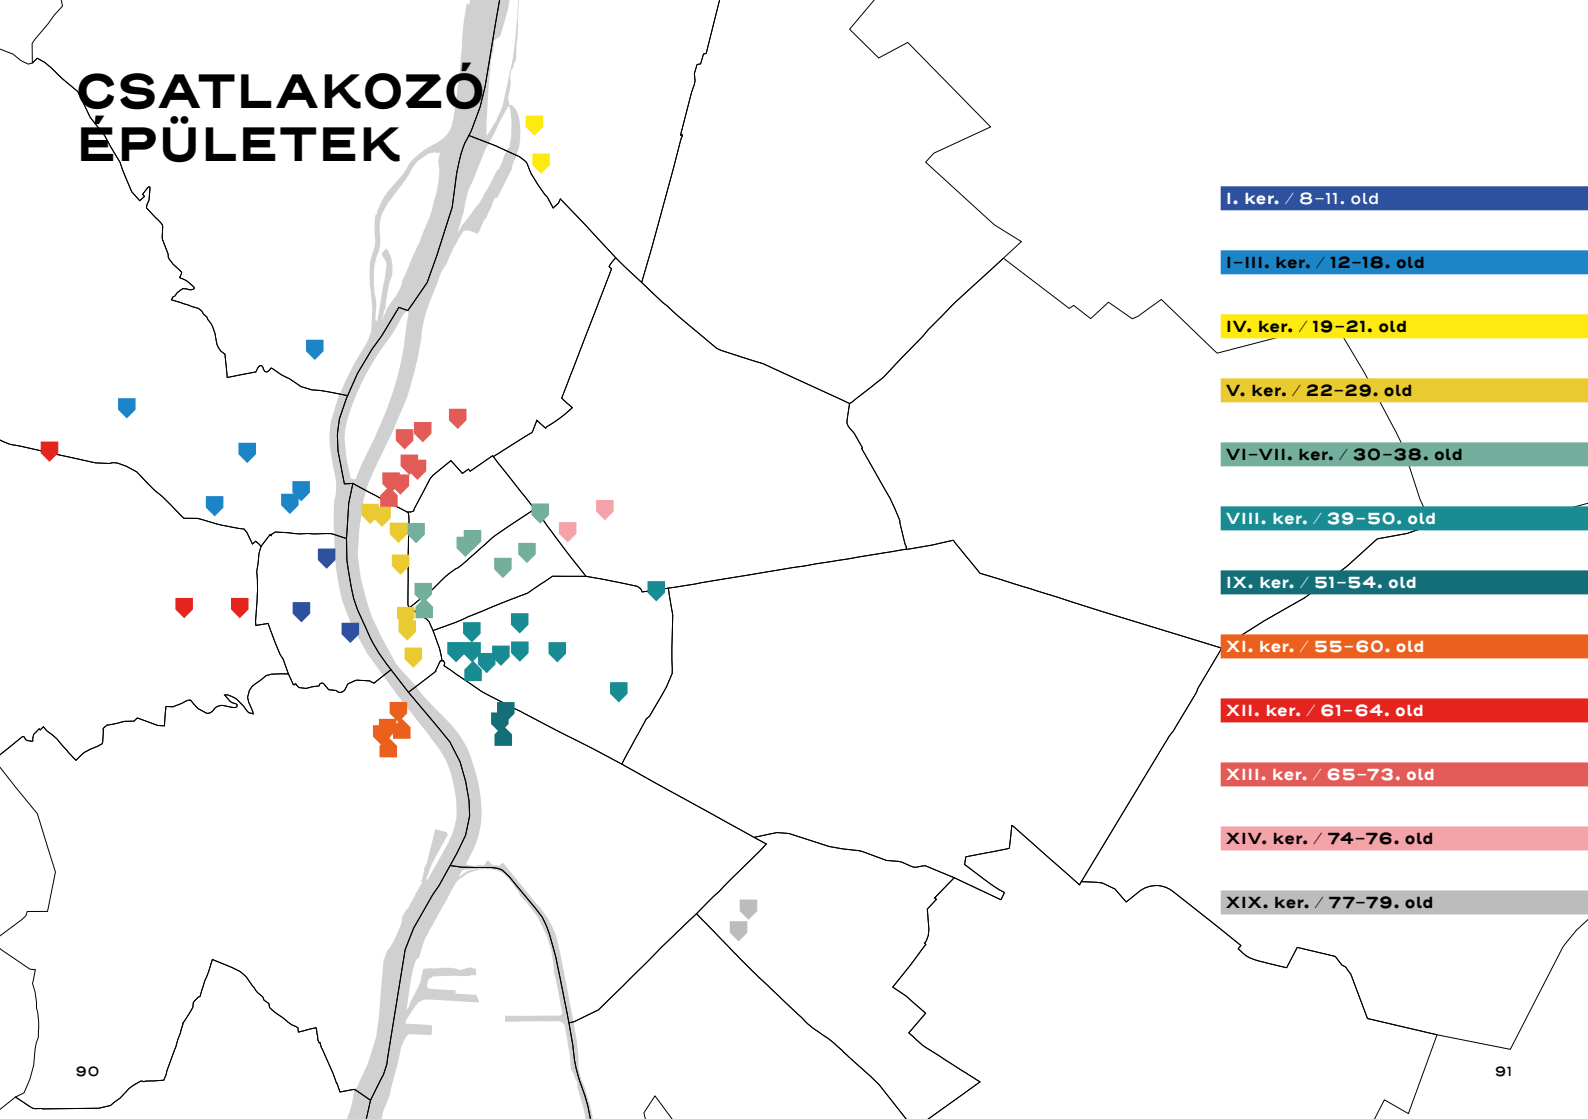 CSATLAKOZÓ
ÉPÜLETEK
I. ker. / 8–11. old
I–III. ker. / 12–18. old
IV. ker. / 19–21. old
V. ker. / 22–29. old
VI–VII. ker. / 30–38. old
VIII. ker. / 39–50. old
IX. ker. / 51–54. old
XI. ker. / 55–60. old
XII. ker. / 61–64. old
XIII. ker. / 65–73. old
XIV. ker. / 74–76. old
XIX. ker. / 77–79. old
90
91